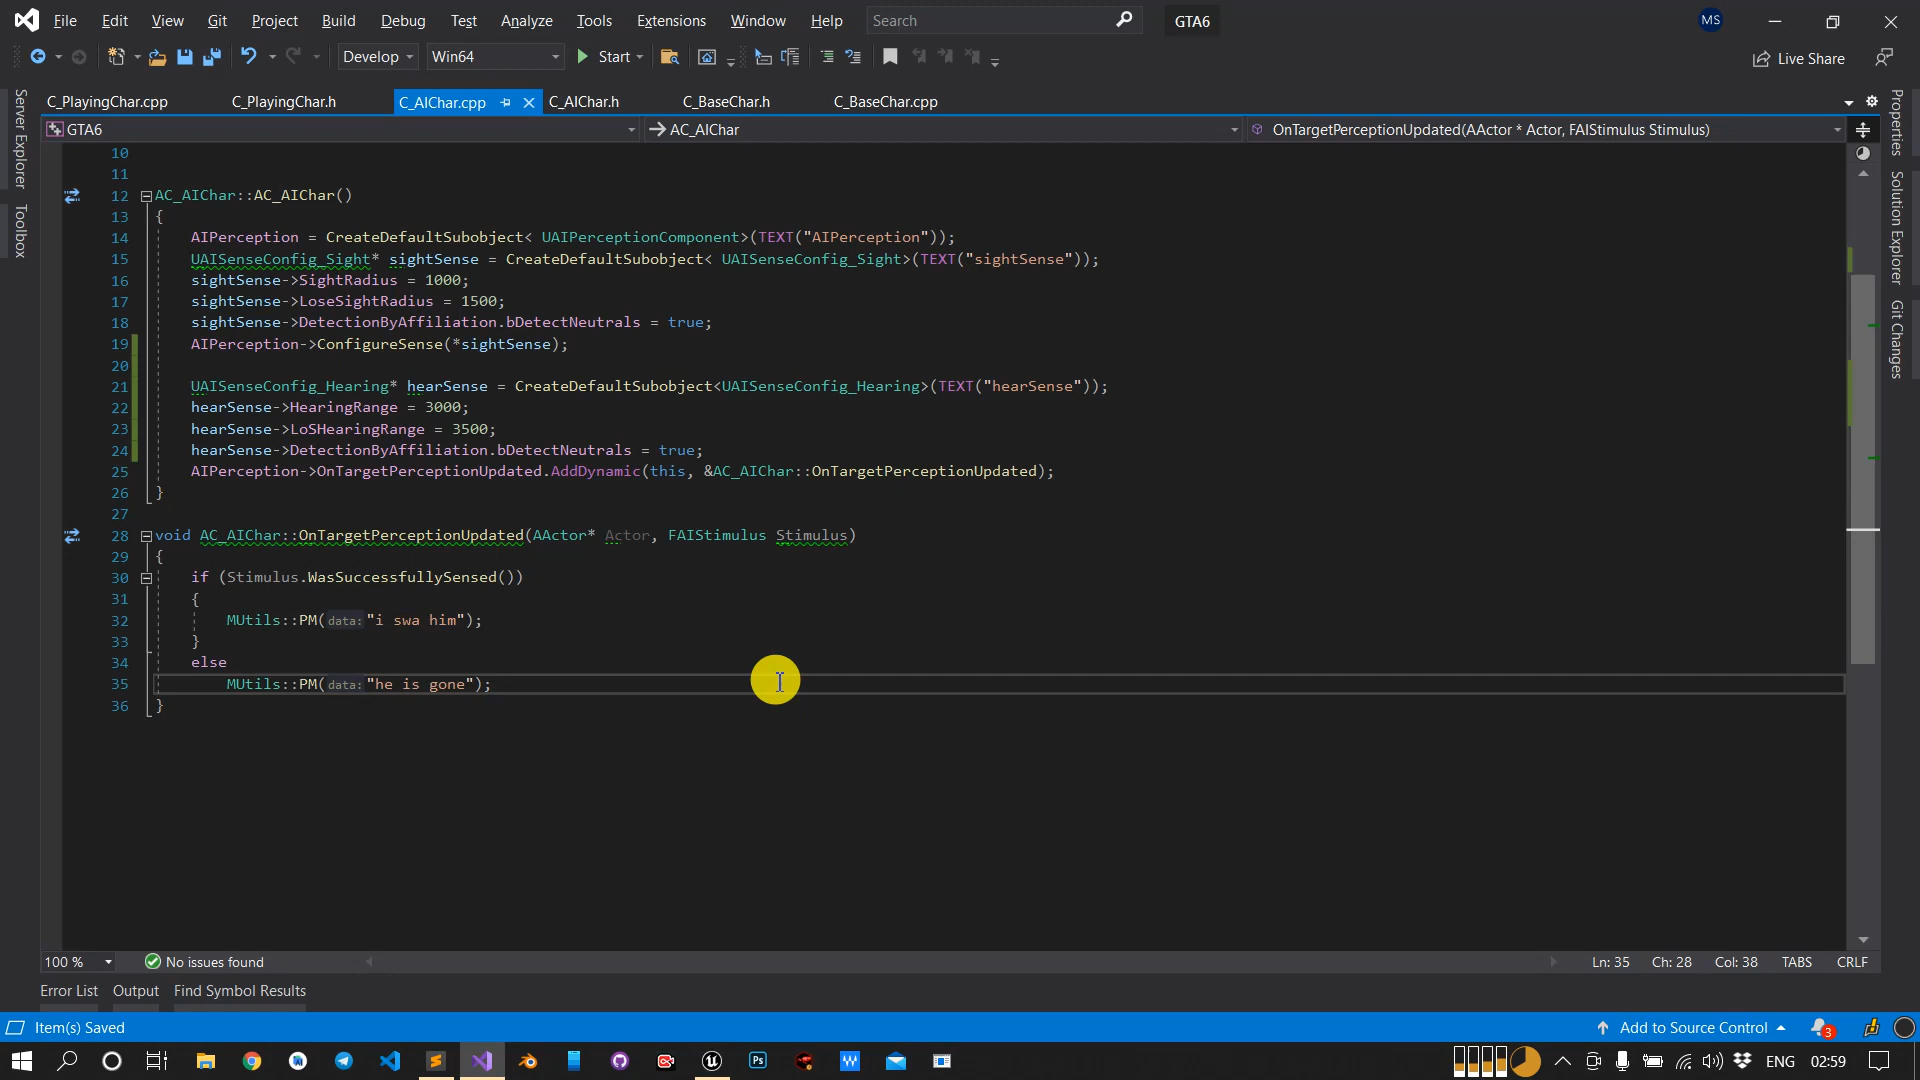 File Edit View Git Project Build Debug Test Analyze Tools Extensions Window Help Search GTA6 MS
Develop Win64 Start Live Share
C_PlayingChar.cpp C_PlayingChar.h C_AIChar.cpp C_AIChar.h C_BaseChar.h C_BaseChar.cpp
GTA6 AC_AIChar OnTargetPerceptionUpdated(AActor * Actor, FAIStimulus Stimulus)
Server Explorer
Toolbox
Properties
Solution Explorer
Git Changes
10
11
12 AC_AIChar::AC_AIChar()
13 {
14 AIPerception = CreateDefaultSubobject< UAIPerceptionComponent>(TEXT("AIPerception"));
15 UAISenseConfig_Sight* sightSense = CreateDefaultSubobject< UAISenseConfig_Sight>(TEXT("sightSense"));
16 sightSense->SightRadius = 1000;
17 sightSense->LoseSightRadius = 1500;
18 sightSense->DetectionByAffiliation.bDetectNeutrals = true;
19 AIPerception->ConfigureSense(*sightSense);
20
21 UAISenseConfig_Hearing* hearSense = CreateDefaultSubobject<UAISenseConfig_Hearing>(TEXT("hearSense"));
22 hearSense->HearingRange = 3000;
23 hearSense->LoSHearingRange = 3500;
24 hearSense->DetectionByAffiliation.bDetectNeutrals = true;
25 AIPerception->OnTargetPerceptionUpdated.AddDynamic(this, &AC_AIChar::OnTargetPerceptionUpdated);
26 }
27
28 void AC_AIChar::OnTargetPerceptionUpdated(AActor* Actor, FAIStimulus Stimulus)
29 {
30 if (Stimulus.WasSuccessfullySensed())
31 {
32 MUtils::PM(data:"i swa him");
33 }
34 else
35 MUtils::PM(data:"he is gone");
36 }
100 % No issues found Ln: 35 Ch: 28 Col: 38 TABS CRLF
Error List Output Find Symbol Results
Item(s) Saved Add to Source Control 3
ENG 02:59